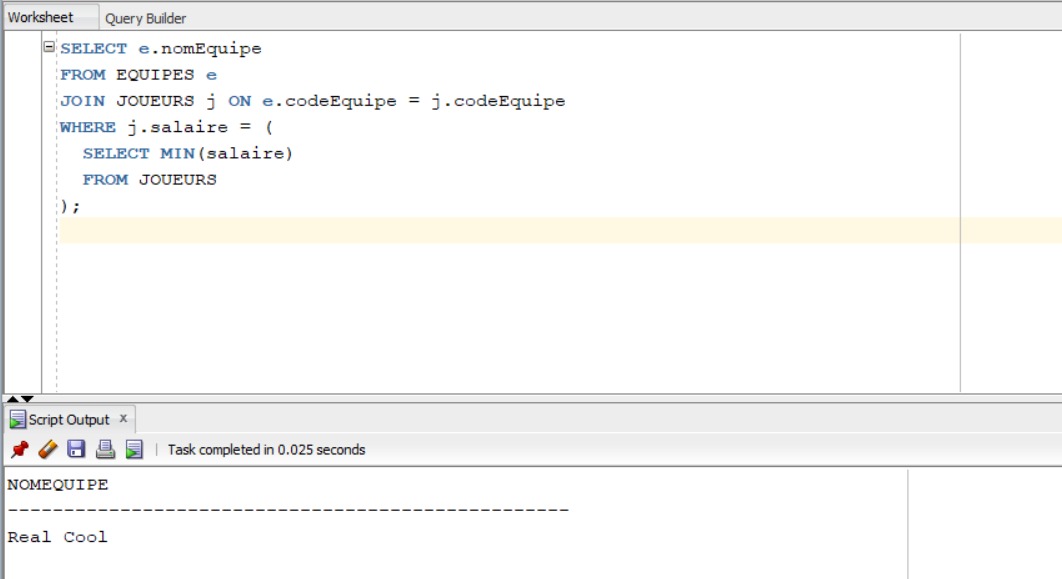 Worksheet Query Builder
SELECT e.nomEquipe
FROM EQUIPES e
JOIN JOUEURS j ON e.codeEquipe = j.codeEquipe
WHERE j.salaire = (
SELECT MIN(salaire)
FROM JOUEURS
);
Script Output x
Task completed in 0.025 seconds
NOMEQUIPE
--------------------------------------------------
Real Cool